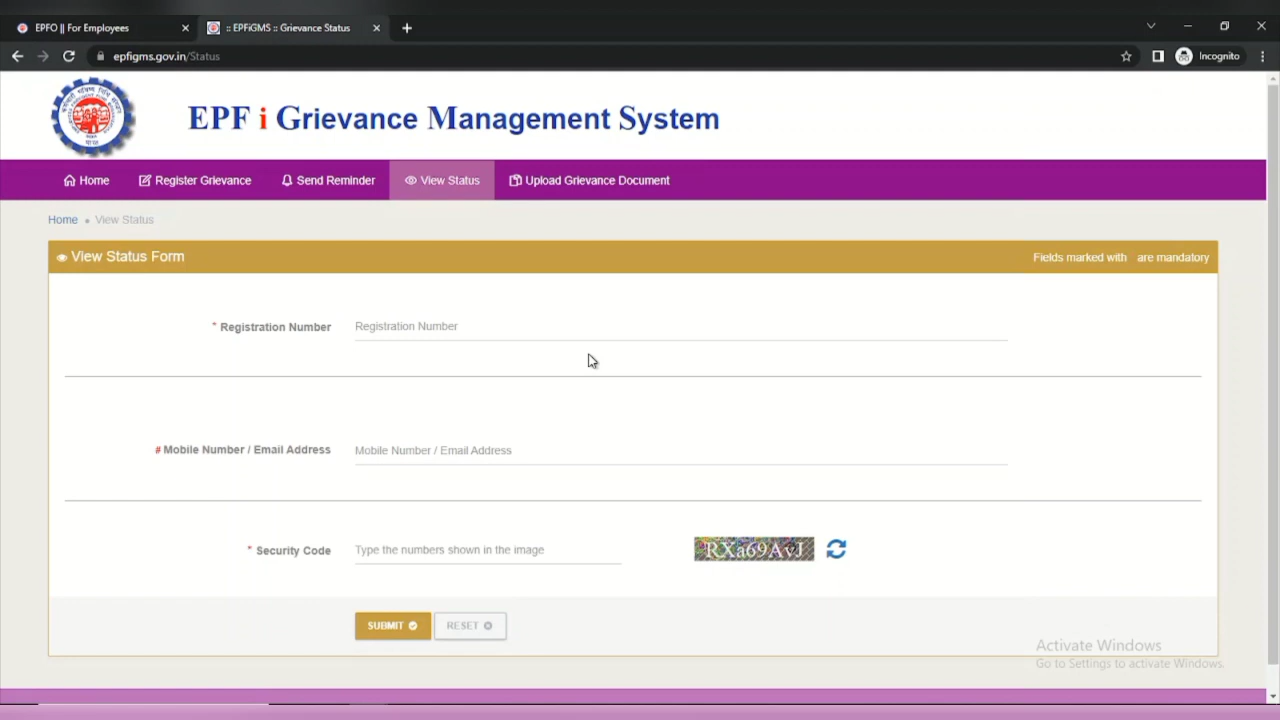 EPFO || For Employees
:: EPFiGMS :: Grievance Status
epfigms.gov.in/Status
Incognito
EPF i Grievance Management System
Home
Register Grievance
Send Reminder
View Status
Upload Grievance Document
Home • View Status
View Status Form
Fields marked with are mandatory
* Registration Number
Registration Number
# Mobile Number / Email Address
Mobile Number / Email Address
* Security Code
Type the numbers shown in the image
RXa69AvJ
SUBMIT
RESET
Activate Windows
Go to Settings to activate Windows.